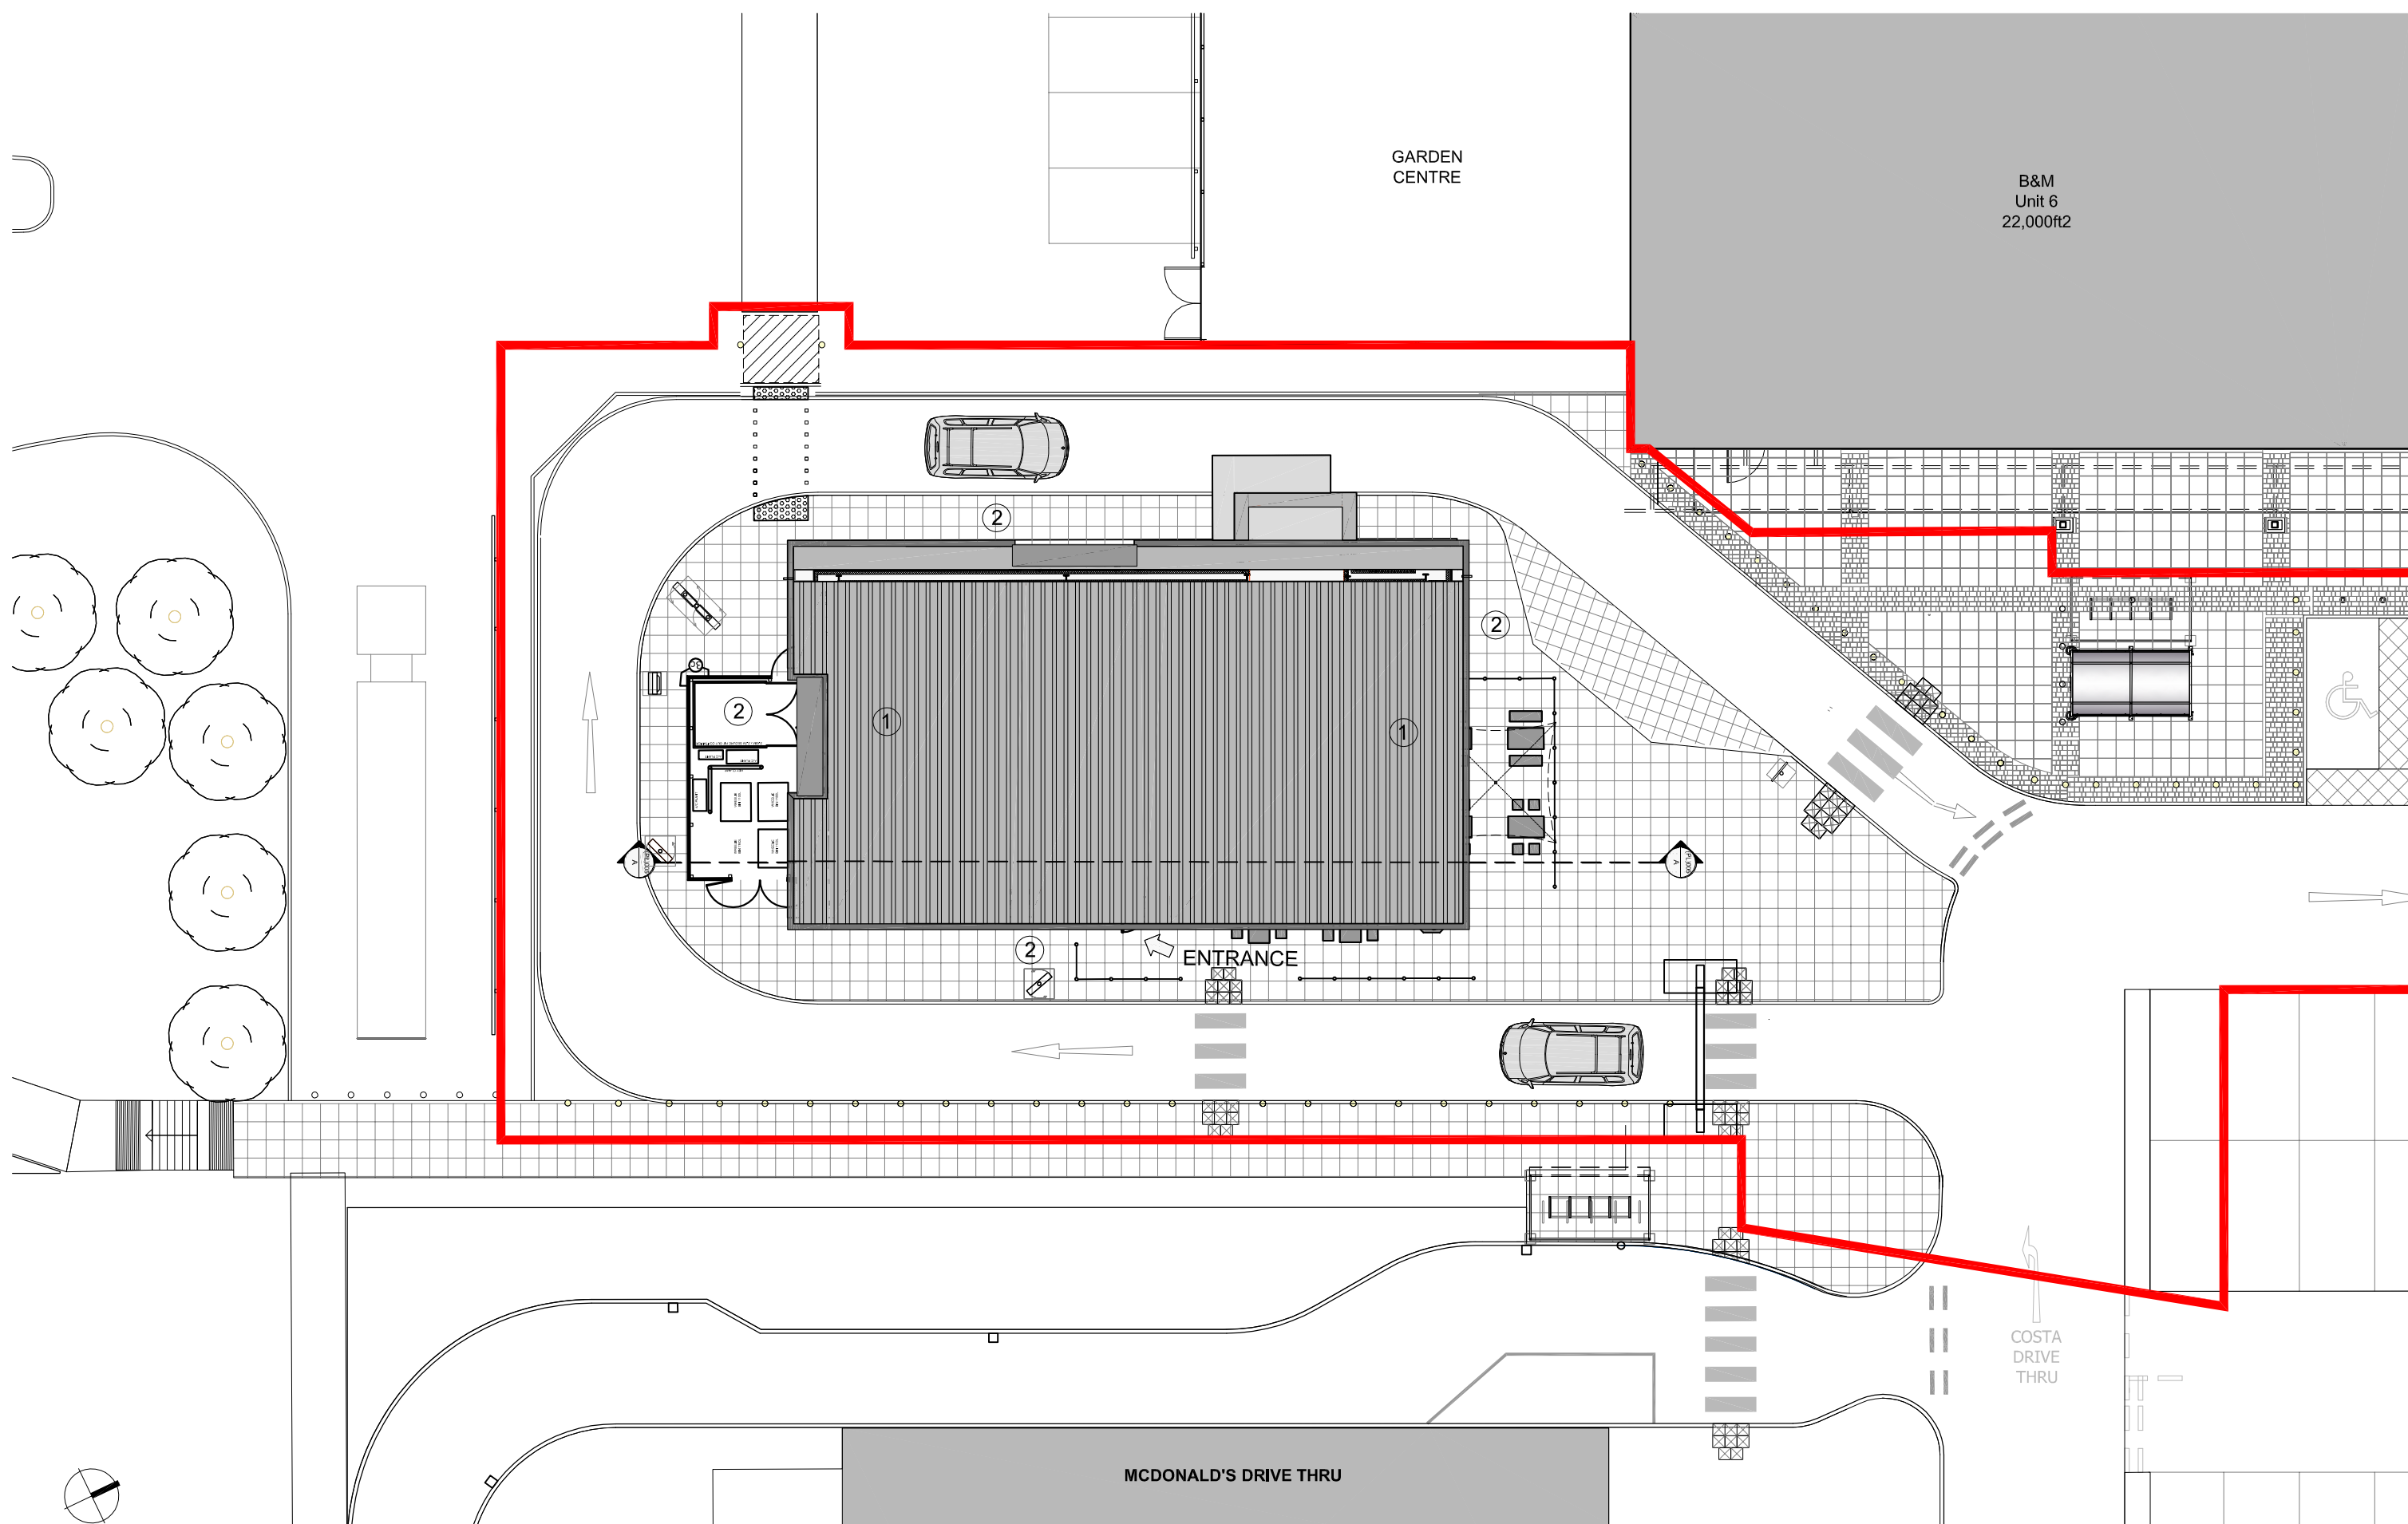 GARDEN
CENTRE
B&M
Unit 6
22,000ft2
2
2
2
1
1
A
A
2
ENTRANCE
COSTA
DRIVE
THRU
MCDONALD'S DRIVE THRU